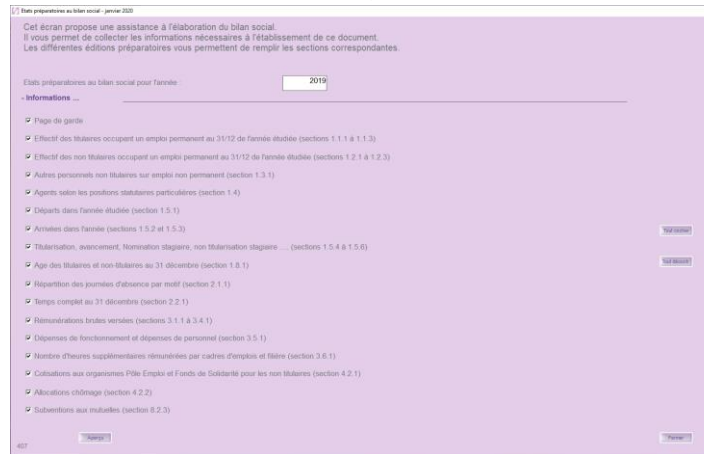 Etats préparatoires au bilan social - janvier 2020
Cet écran propose une assistance à l'élaboration du bilan social.
Il vous permet de collecter les informations nécessaires à l'établissement de ce document.
Les différentes éditions préparatoires vous permettent de remplir les sections correspondantes.
Etats préparatoires au bilan social pour l'année : 2019
- Informations ...
Page de garde
Effectif des titulaires occupant un emploi permanent au 31/12 de l'année étudiée (sections 1.1.1 à 1.1.3)
Effectif des non titulaires occupant un emploi permanent au 31/12 de l'année étudiée (sections 1.2.1 à 1.2.3)
Autres personnels non titulaires sur emploi non permanent (section 1.3.1)
Agents selon les positions statutaires particulières (section 1.4)
Départs dans l'année étudiée (section 1.5.1)
Arrivées dans l'année (sections 1.5.2 et 1.5.3)
Tout cocher
Titularisation, avancement, Nomination stagiaire, non titularisation stagiaire .... (sections 1.5.4 à 1.5.6)
Age des titulaires et non-titulaires au 31 décembre (section 1.8.1)
Tout décoch
Répartition des journées d'absence par motif (section 2.1.1)
Temps complet au 31 décembre (section 2.2.1)
Rémunérations brutes versées (sections 3.1.1 à 3.4.1)
Dépenses de fonctionnement et dépenses de personnel (section 3.5.1)
Nombre d'heures supplémentaires rémunérées par cadres d'emplois et filière (section 3.6.1)
Cotisations aux organismes Pôle Emploi et Fonds de Solidarité pour les non titulaires (section 4.2.1)
Allocations chômage (section 4.2.2)
Subventions aux mutuelles (section 8.2.3)
Aperçu
Fermer
407